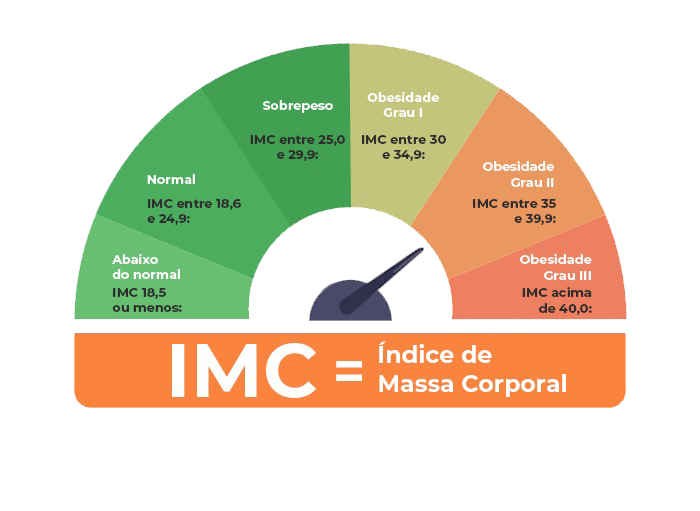 Abaixo
do normal
IMC 18,5
ou menos:
Normal
IMC entre 18,6
e 24,9:
Sobrepeso
IMC entre 25,0
e 29,9:
Obesidade
Grau I
IMC entre 30
e 34,9:
Obesidade
Grau II
IMC entre 35
e 39,9:
Obesidade
Grau III
IMC acima
de 40,0:
IMC = Índice de
Massa Corporal